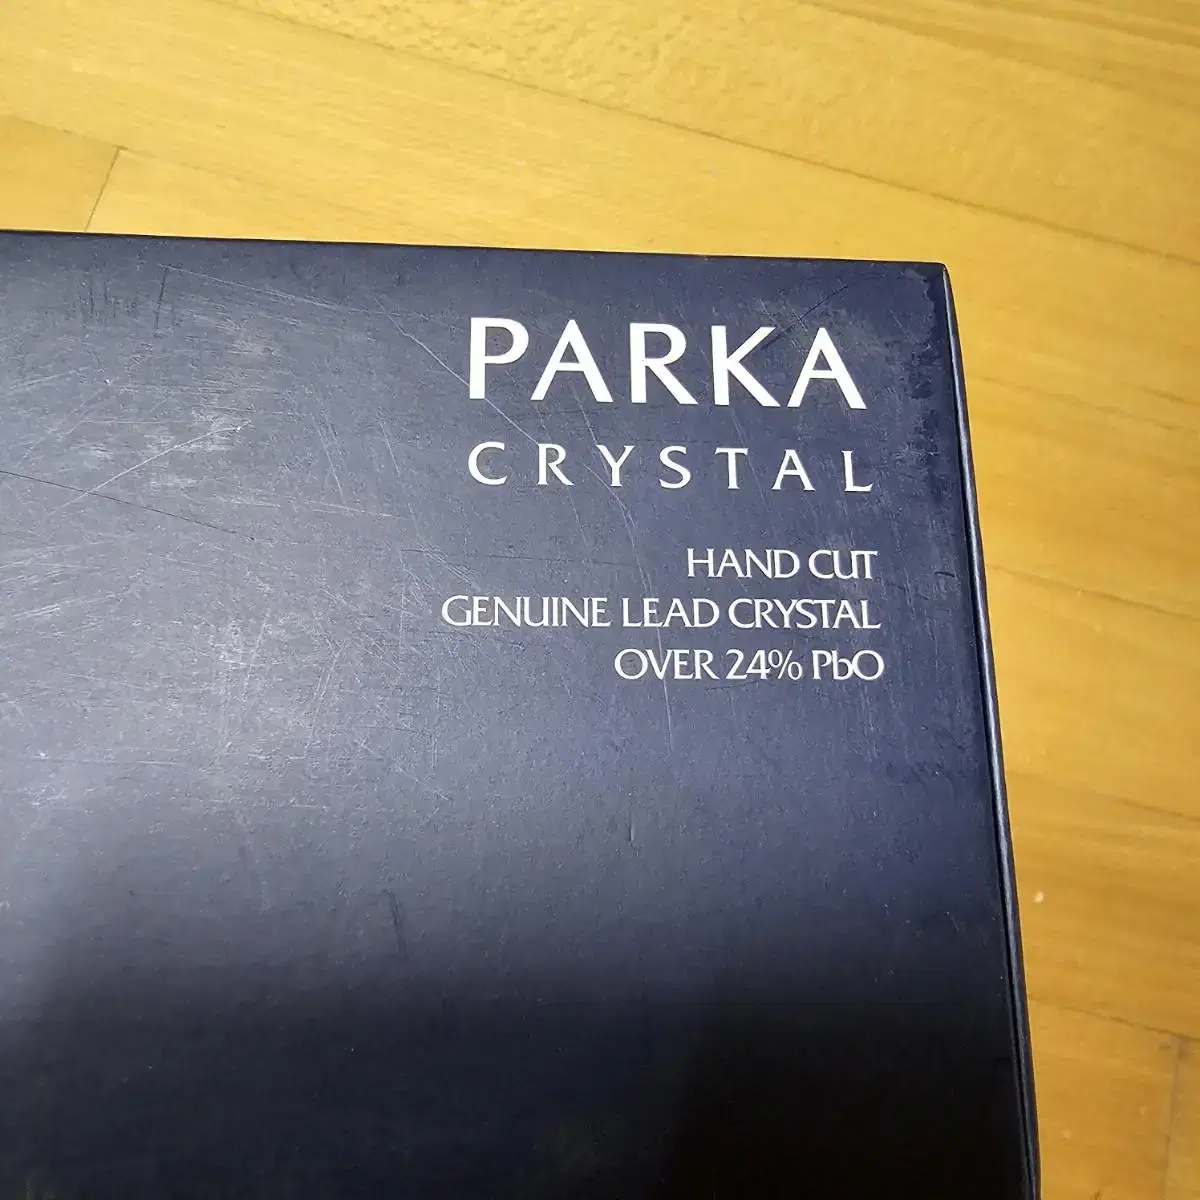 PARKA
CRYSTAL
HAND CUT
GENUINE LEAD CRYSTAL
OVER 24% PbO